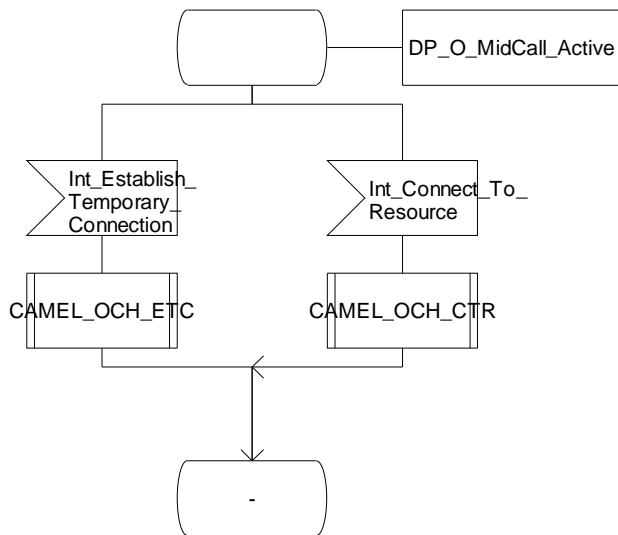 DP_O_MidCall_Active
Int_Establish_
Temporary_
Connection
Int_Connect_To_
Resource
CAMEL_OCH_ETC
CAMEL_OCH_CTR
-